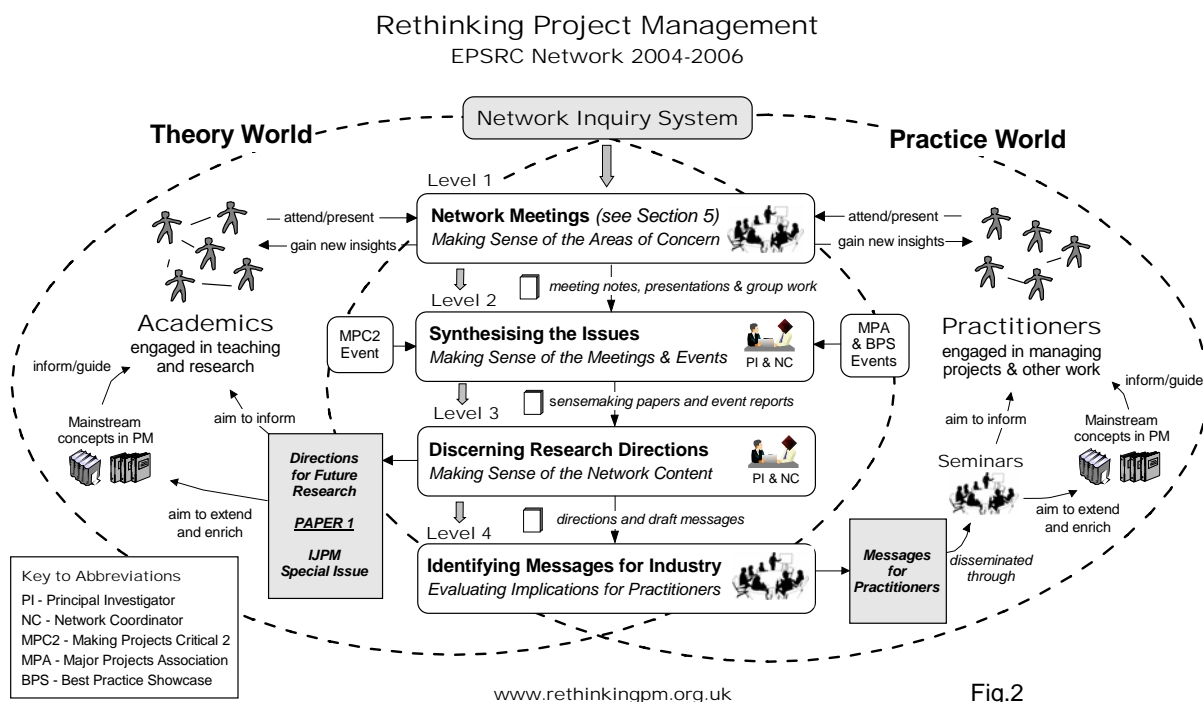 Rethinking Project Management
EPSRC Network 2004-2006
Network Inquiry System
Theory World
Practice World
Level 1
Network Meetings (see Section 5)
Making Sense of the Areas of Concern
attend/present
gain new insights
attend/present
gain new insights
Level 2
meeting notes, presentations & group work
Academics
engaged in teaching
and research
MPC2
Event
Synthesising the Issues
Making Sense of the Meetings & Events
PI & NC
MPA
& BPS
Events
Practitioners
engaged in managing
projects & other work
inform/guide
Mainstream
concepts in PM
aim to inform
Level 3
sensemaking papers and event reports
inform/guide
aim to inform
Mainstream
concepts in PM
Directions
for Future
Research
PAPER 1
IJPM
Special Issue
Discerning Research Directions
Making Sense of the Network Content
PI & NC
Seminars
aim to extend
and enrich
Level 4
directions and draft messages
aim to extend
and enrich
Identifying Messages for Industry
Evaluating Implications for Practitioners
Messages
for
Practitioners
disseminated
through
Key to Abbreviations
PI - Principal Investigator
NC - Network Coordinator
MPC2 - Making Projects Critical 2
MPA - Major Projects Association
BPS - Best Practice Showcase
www.rethinkingpm.org.uk
Fig.2